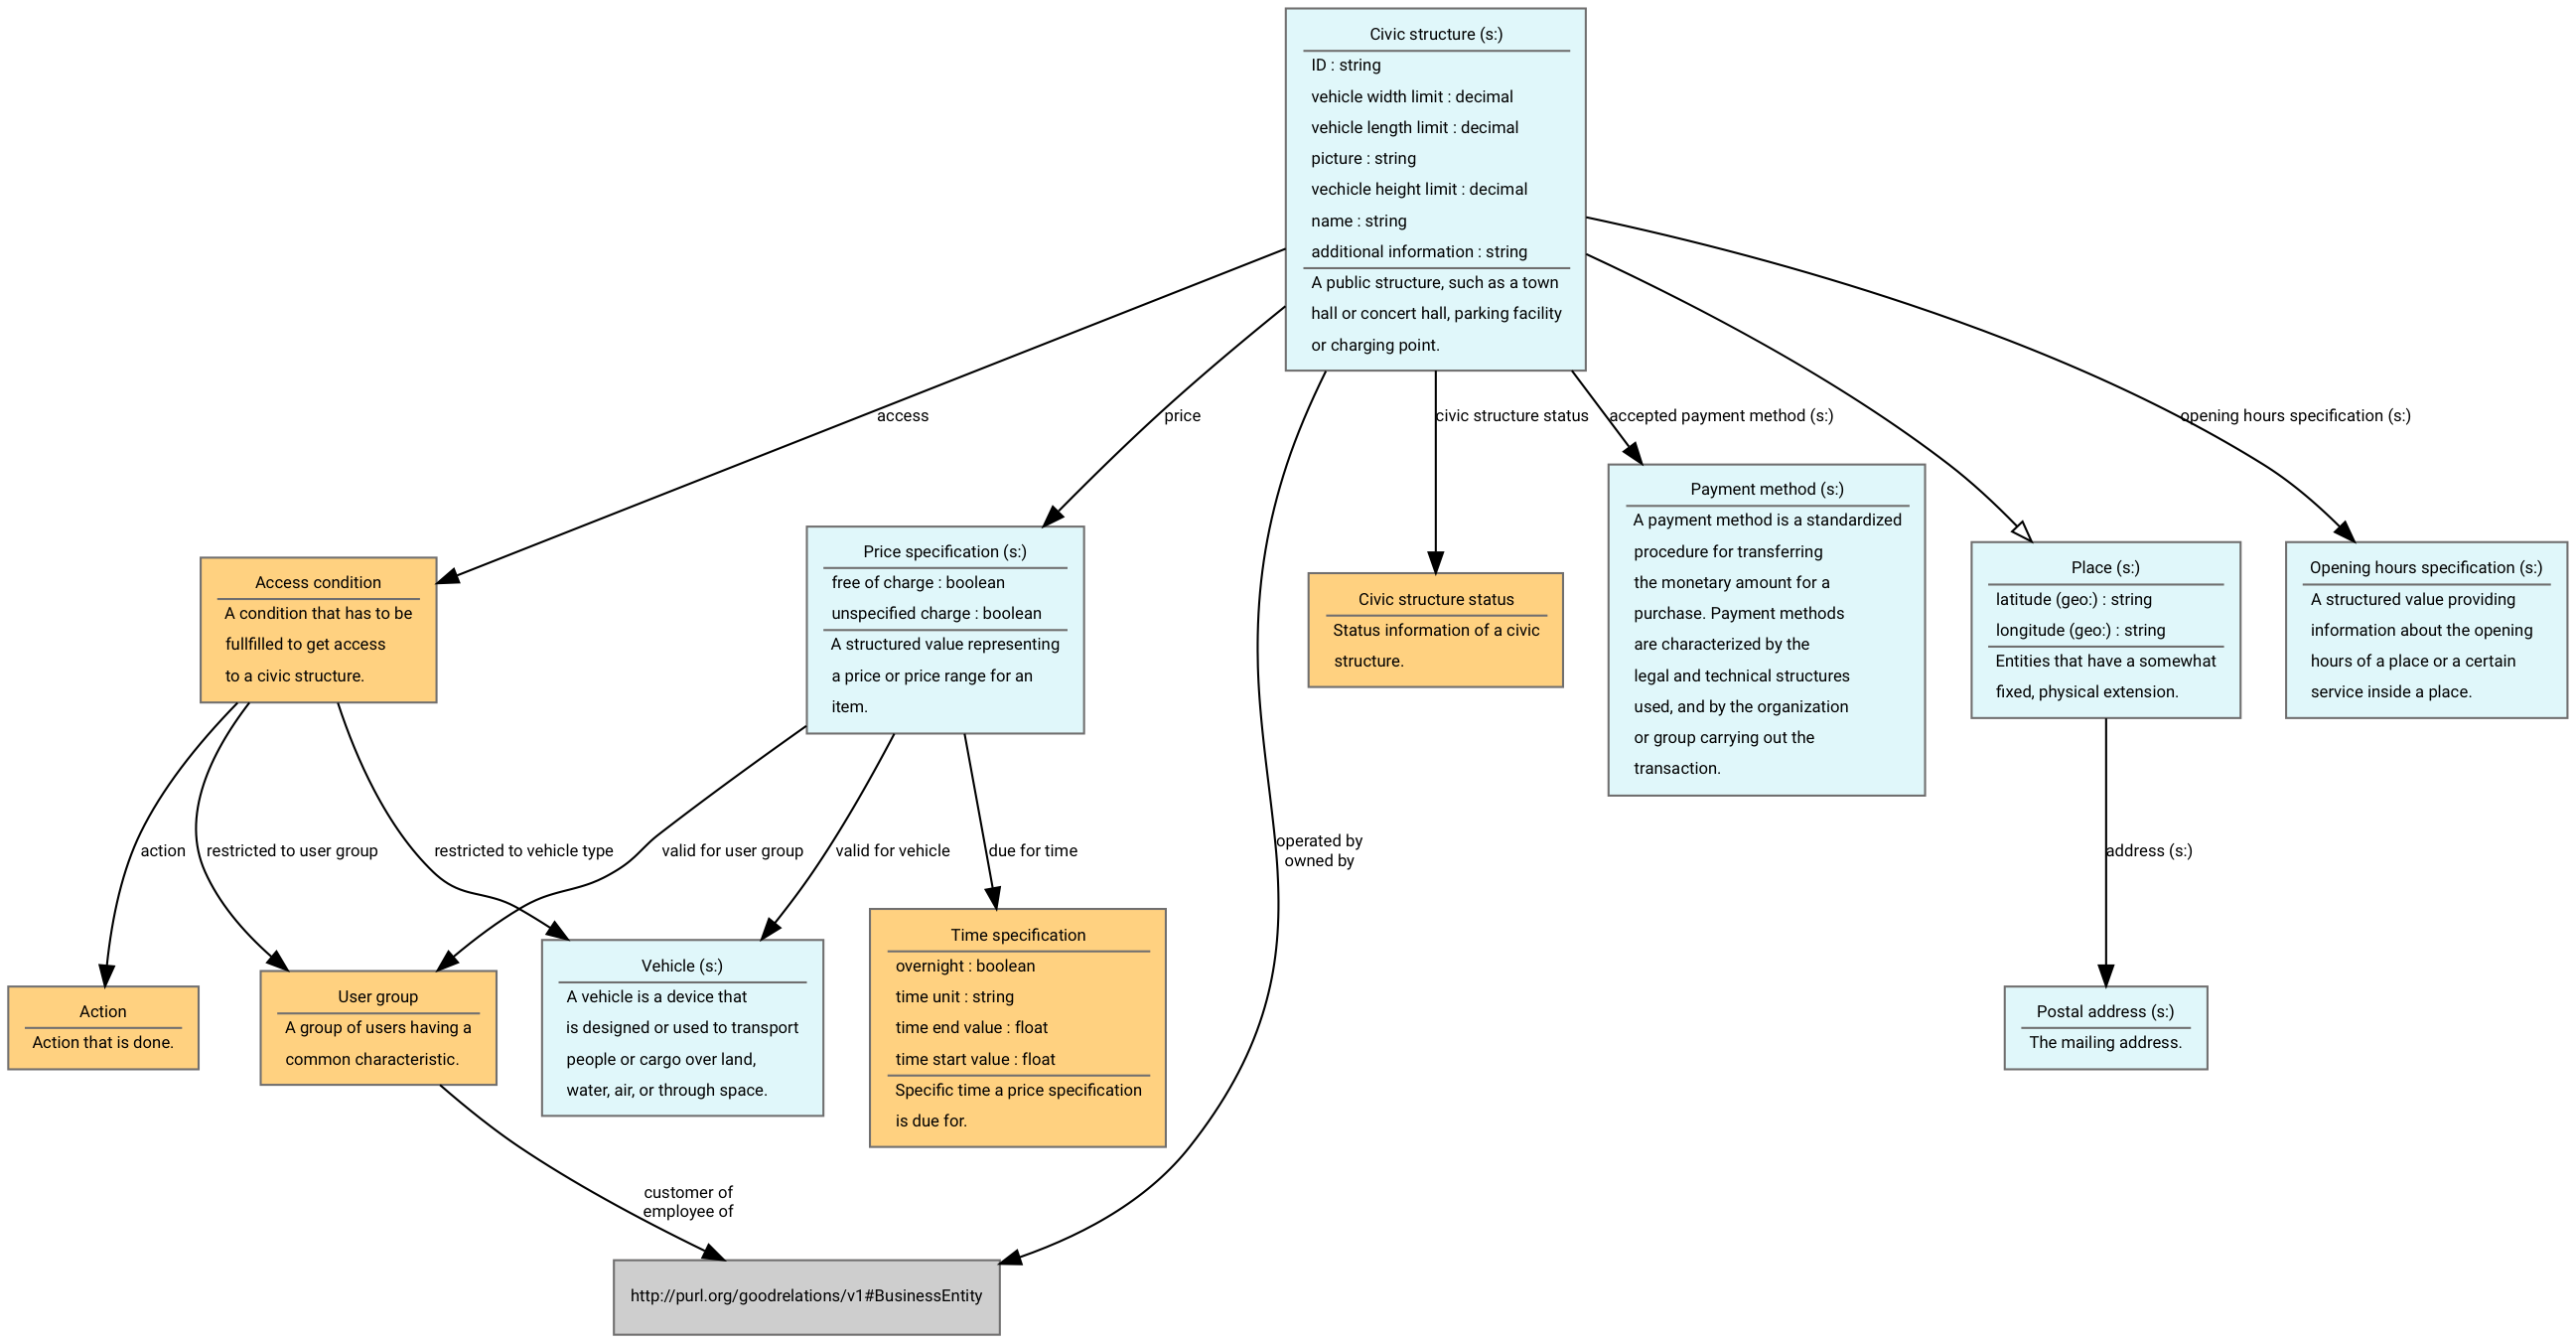 Civic structure (s:)
ID : string
vehicle width limit : decimal
vehicle length limit : decimal
picture : string
vechicle height limit : decimal
name : string
additional information : string
A public structure, such as a town
hall or concert hall, parking facility
or charging point.
access
price
civic structure status
accepted payment method (s:)
opening hours specification (s:)
Access condition
A condition that has to be
fullfilled to get access
to a civic structure.
Price specification (s:)
free of charge : boolean
unspecified charge : boolean
A structured value representing
a price or price range for an
item.
Civic structure status
Status information of a civic
structure.
Payment method (s:)
A payment method is a standardized
procedure for transferring
the monetary amount for a
purchase. Payment methods
are characterized by the
legal and technical structures
used, and by the organization
or group carrying out the
transaction.
Place (s:)
latitude (geo:) : string
longitude (geo:) : string
Entities that have a somewhat
fixed, physical extension.
Opening hours specification (s:)
A structured value providing
information about the opening
hours of a place or a certain
service inside a place.
action
restricted to user group
restricted to vehicle type
valid for user group
valid for vehicle
due for time
operated by
owned by
address (s:)
Action
Action that is done.
User group
A group of users having a
common characteristic.
Vehicle (s:)
A vehicle is a device that
is designed or used to transport
people or cargo over land,
water, air, or through space.
Time specification
overnight : boolean
time unit : string
time end value : float
time start value : float
Specific time a price specification
is due for.
Postal address (s:)
The mailing address.
customer of
employee of
http://purl.org/goodrelations/v1#BusinessEntity